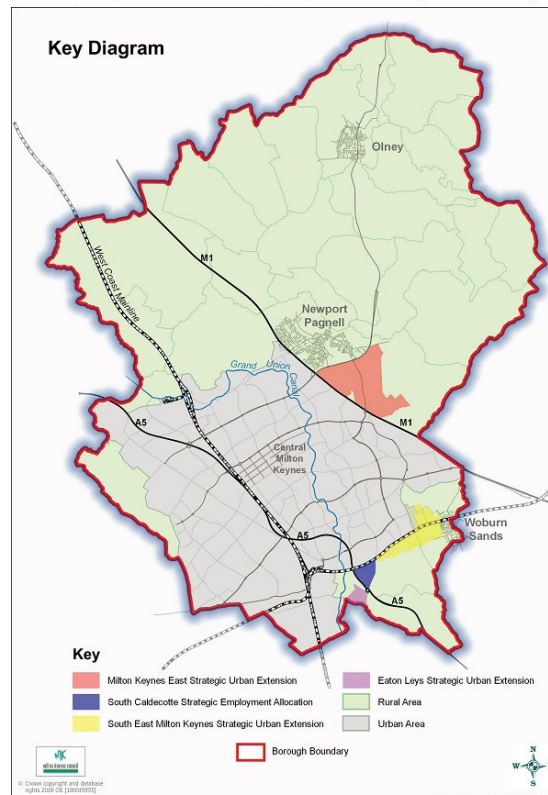 Key Diagram
Olney
M1
West Coast Mainline
Newport
Pagnell
Grand Union
Canal
A5
M1
Central
Milton
Keynes
Woburn
Sands
A5
A5
Key
Milton Keynes East Strategic Urban Extension
South Caldecotte Strategic Employment Allocation
South East Milton Keynes Strategic Urban Extension
Eaton Leys Strategic Urban Extension
Rural Area
Urban Area
Borough Boundary
milton keynes council
© Crown copyright and database
N
W E
S